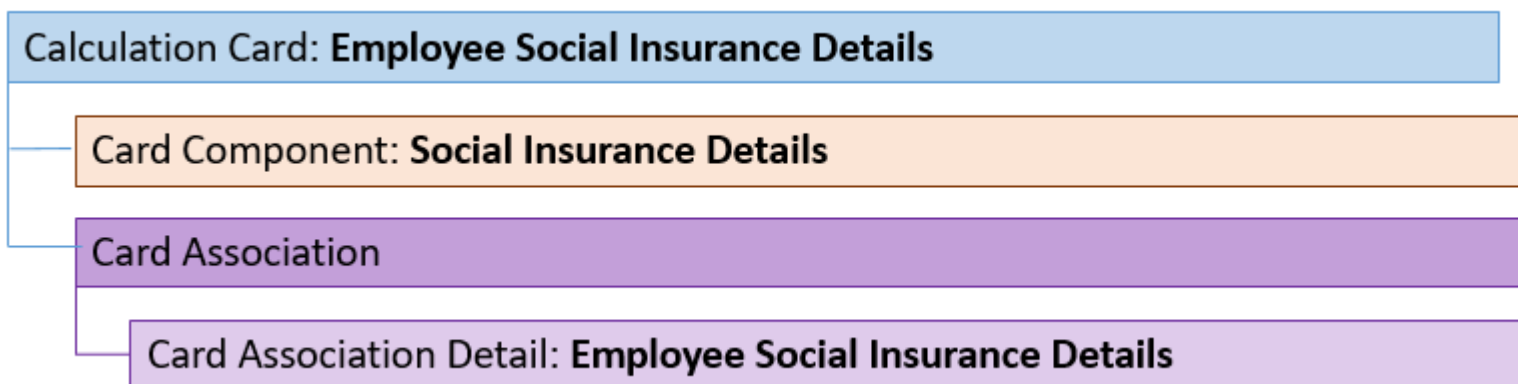 Calculation Card: Employee Social Insurance Details
Card Component: Social Insurance Details
Card Association
Card Association Detail: Employee Social Insurance Details